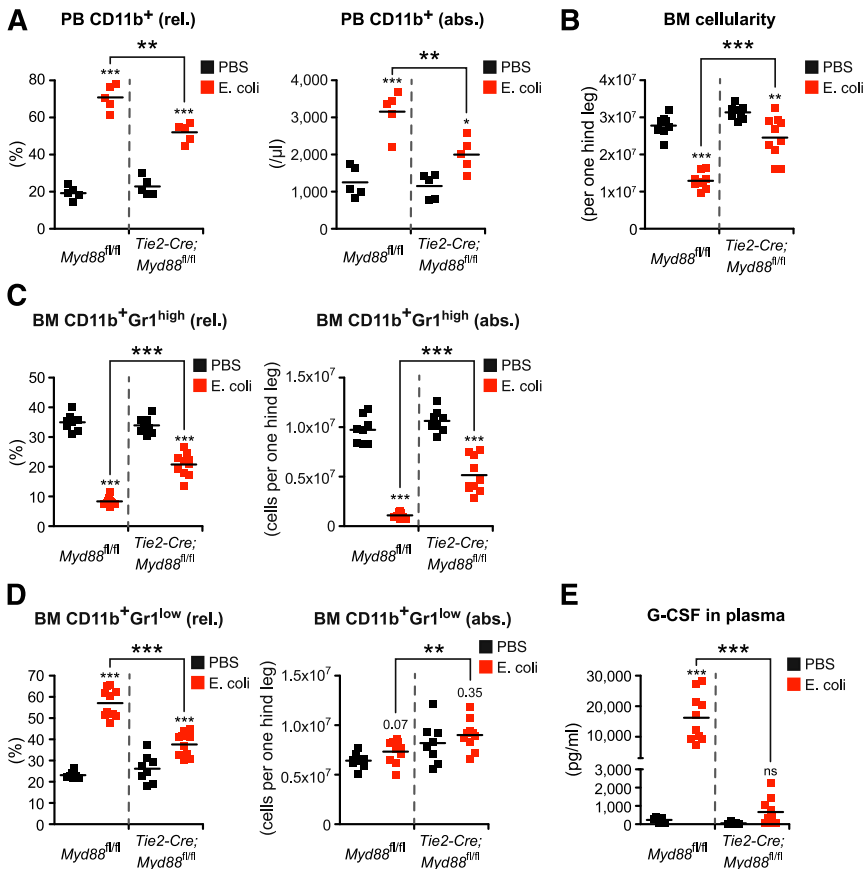 A
PB CD11b+ (rel.)
**
PBS
E. coli
80
60
40
20
0
(%)
***
***
Myd88fl/fl
Tie2-Cre;
Myd88fl/fl
PB CD11b+ (abs.)
**
PBS
E. coli
4,000
3,000
2,000
1,000
0
(/µl)
***
*
Myd88fl/fl
Tie2-Cre;
Myd88fl/fl
B
BM cellularity
***
PBS
E. coli
4x10⁷
3x10⁷
2x10⁷
1x10⁷
0
(per one hind leg)
***
**
Myd88fl/fl
Tie2-Cre;
Myd88fl/fl
C
BM CD11b+Gr1high (rel.)
***
PBS
E. coli
50
40
30
20
10
0
(%)
***
***
Myd88fl/fl
Tie2-Cre;
Myd88fl/fl
BM CD11b+Gr1high (abs.)
***
PBS
E. coli
1.5x10⁷
1.0x10⁷
0.5x10⁷
0
(cells per one hind leg)
***
***
Myd88fl/fl
Tie2-Cre;
Myd88fl/fl
D
BM CD11b+Gr1low (rel.)
***
PBS
E. coli
70
60
50
40
30
20
10
0
(%)
***
***
Myd88fl/fl
Tie2-Cre;
Myd88fl/fl
BM CD11b+Gr1low (abs.)
**
PBS
E. coli
1.5x10⁷
1.0x10⁷
0.5x10⁷
0
(cells per one hind leg)
0.07
0.35
Myd88fl/fl
Tie2-Cre;
Myd88fl/fl
E
G-CSF in plasma
***
PBS
E. coli
30,000
20,000
10,000
3,000
2,000
1,000
0
(pg/ml)
***
ns
Myd88fl/fl
Tie2-Cre;
Myd88fl/fl